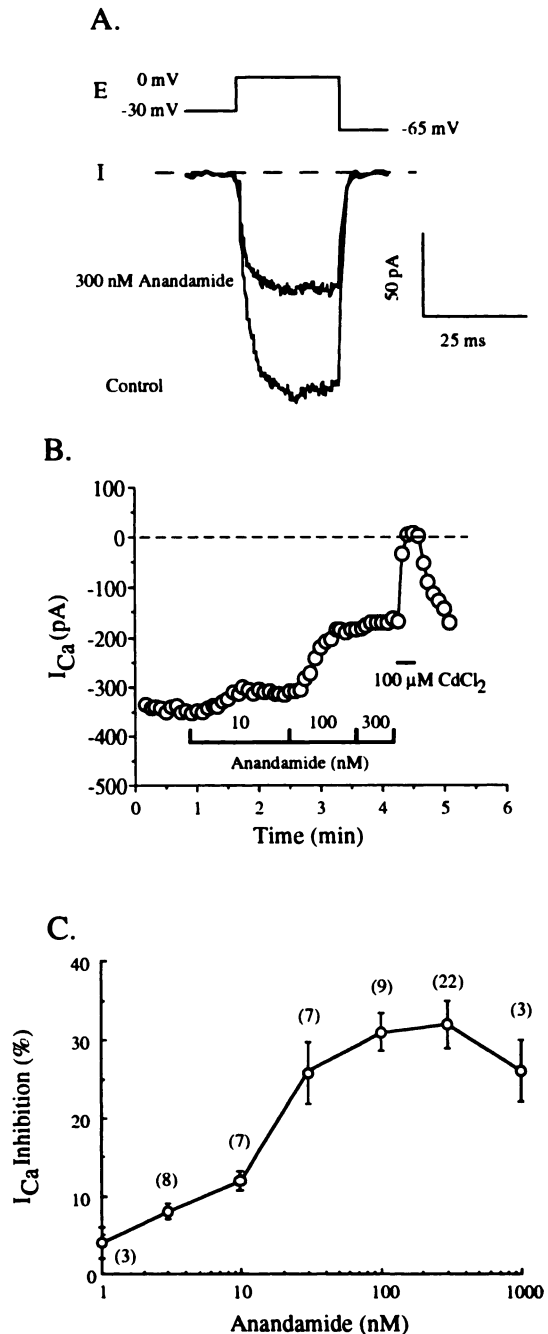 A.
E
0 mV
-30 mV
-65 mV
I
300 nM Anandamide
50 pA
25 ms
Control
B.
100
0
-100
-200
-300
-400
-500
I Ca (pA)
100 µM CdCl2
10 100 300
Anandamide (nM)
0 1 2 3 4 5 6
Time (min)
C.
40
30
20
10
0
I Ca Inhibition (%)
(3)
(8)
(7)
(7)
(9)
(22)
(3)
1 10 100 1000
Anandamide (nM)